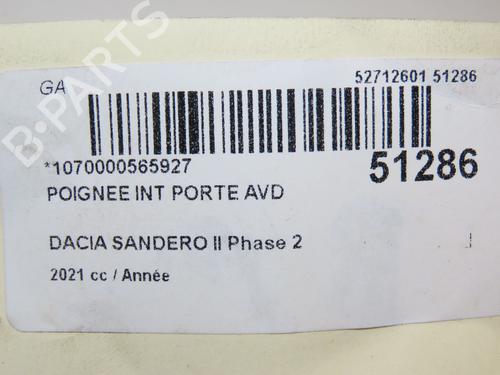 GA
52712601 51286
*1070000565927
51286
POIGNEE INT PORTE AVD
DACIA SANDERO II Phase 2
2021 cc / Année
B-PARTS